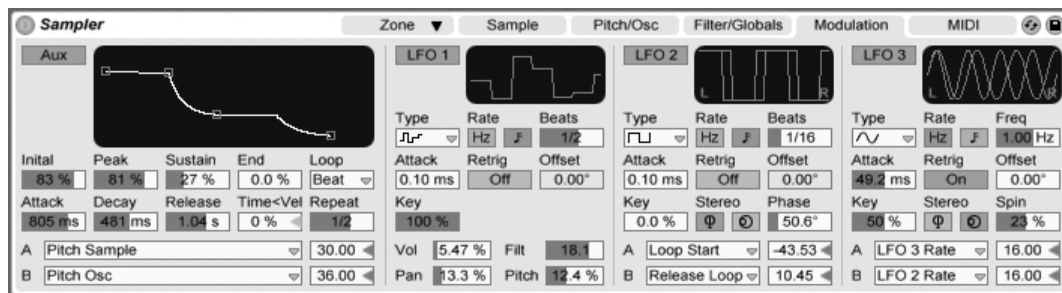 Sampler Zone Sample Pitch/Osc Filter/Globals Modulation MIDI
Aux LFO 1 LFO 2 LFO 3
L R L R
Type Rate Beats Type Rate Beats Type Rate Freq
Hz 1/2 Hz 1/16 Hz 1.00 Hz
Inital Peak Sustain End Loop Attack Retrig Offset Attack Retrig Offset Attack Retrig Offset
83 % 81 % 27 % 0.0 % Beat 0.10 ms Off 0.00° 0.10 ms Off 0.00° 49.2 ms On 0.00°
Attack Decay Release Time<Vel Repeat Key Key Stereo Phase Key Stereo Spin
805 ms 481 ms 1.04 s 0 % 1/2 100 % 0.0 % 50.6° 50 % 23 %
A Pitch Sample 30.00 Vol 5.47 % Filt 18.1 A Loop Start -43.53 A LFO 3 Rate 16.00
B Pitch Osc 36.00 Pan 13.3 % Pitch 12.4 % B Release Loop 10.45 B LFO 2 Rate 16.00